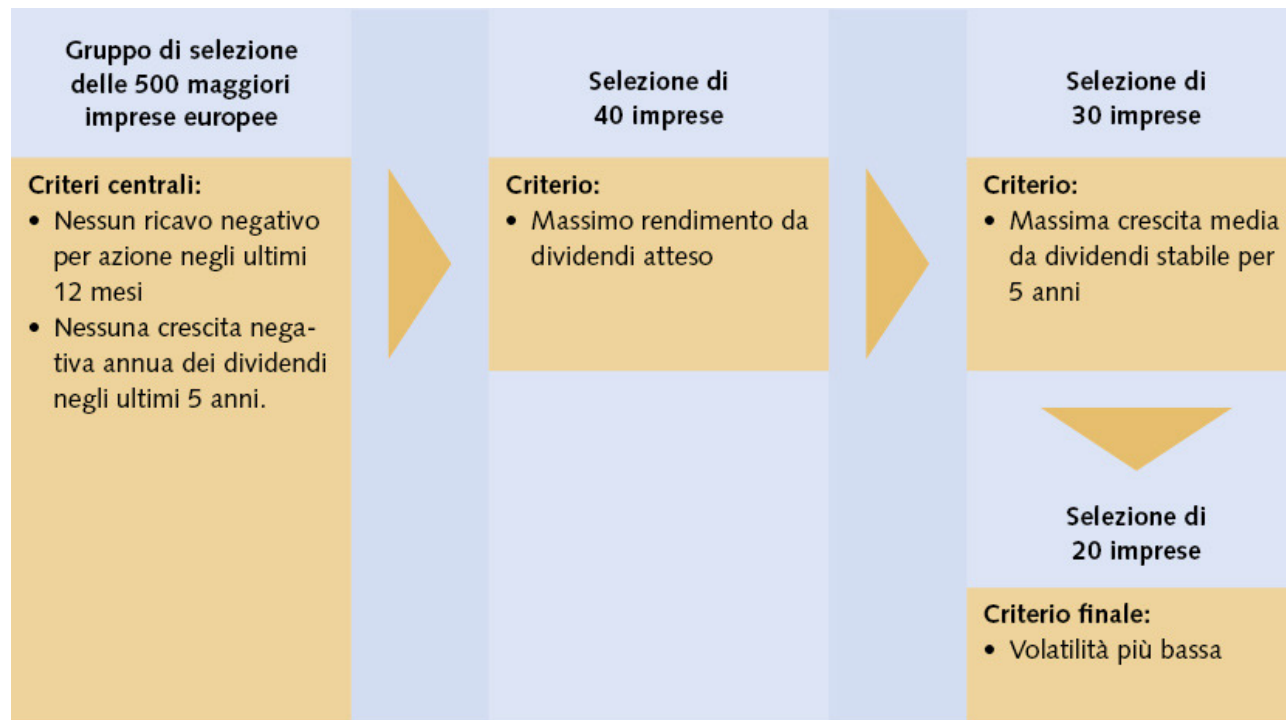 Gruppo di selezione
delle 500 maggiori
imprese europee
Criteri centrali:
• Nessun ricavo negativo
per azione negli ultimi
12 mesi
• Nessuna crescita nega-
tiva annua dei dividendi
negli ultimi 5 anni.
Selezione di
40 imprese
Criterio:
• Massimo rendimento da
dividendi atteso
Selezione di
30 imprese
Criterio:
• Massima crescita media
da dividendi stabile per
5 anni
Selezione di
20 imprese
Criterio finale:
• Volatilità più bassa